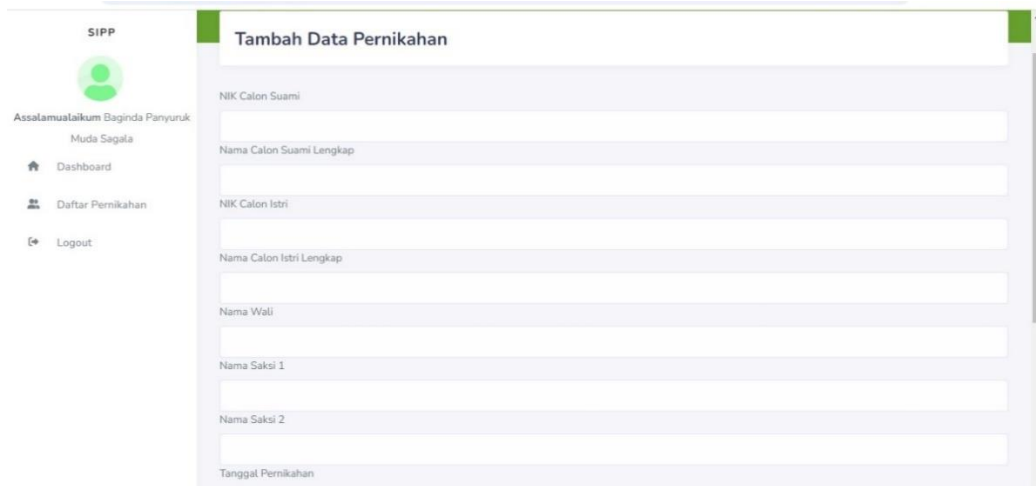 SIPP
Assalamualaikum Baginda Panyuruk
Muda Sagala
Dashboard
Daftar Pernikahan
Logout
Tambah Data Pernikahan
NIK Calon Suami
Nama Calon Suami Lengkap
NIK Calon Istri
Nama Calon Istri Lengkap
Nama Wali
Nama Saksi 1
Nama Saksi 2
Tanggal Pernikahan